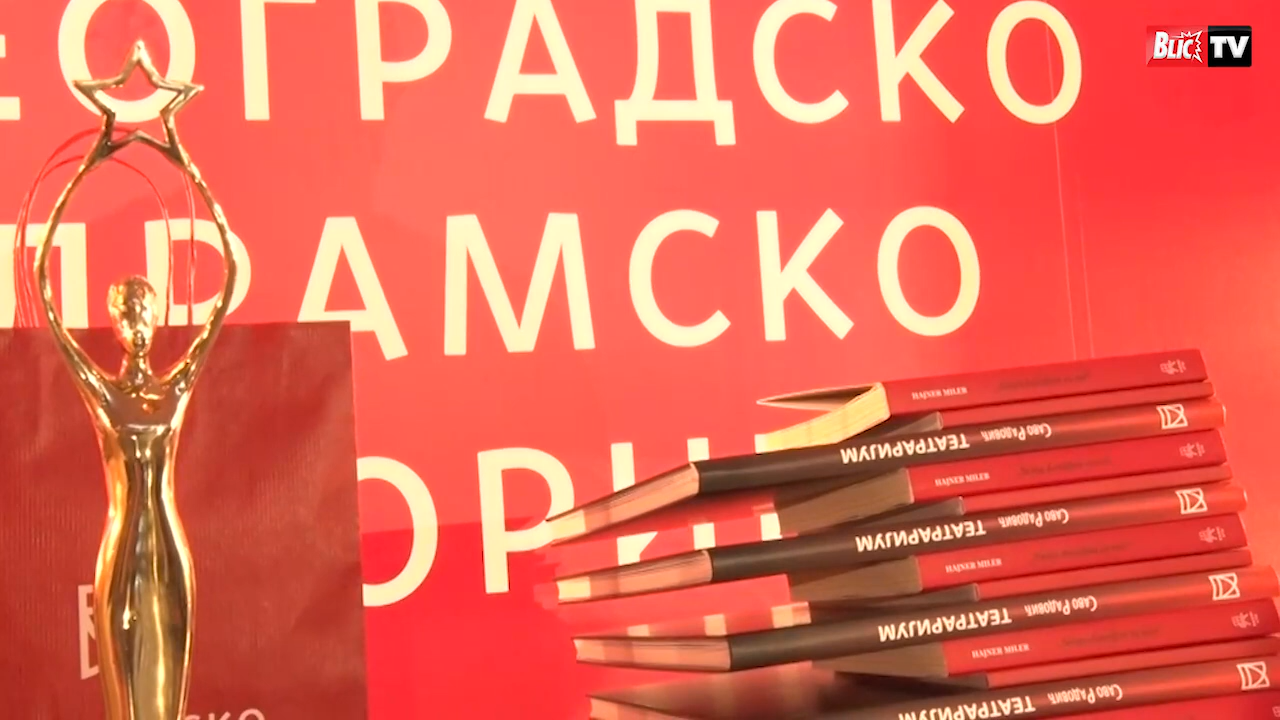 ЕОГРАДСКО
ДРАМСКО
ОРИ
BLIC TV
HAJNER MILER
Саво Радовић ТЕАТРАРИЈУМ
HAJNER MILER
Саво Радовић ТЕАТРАРИЈУМ
HAJNER MILER
Саво Радовић ТЕАТРАРИЈУМ
HAJNER MILER
Саво Радовић ТЕАТРАРИЈУМ
СКО